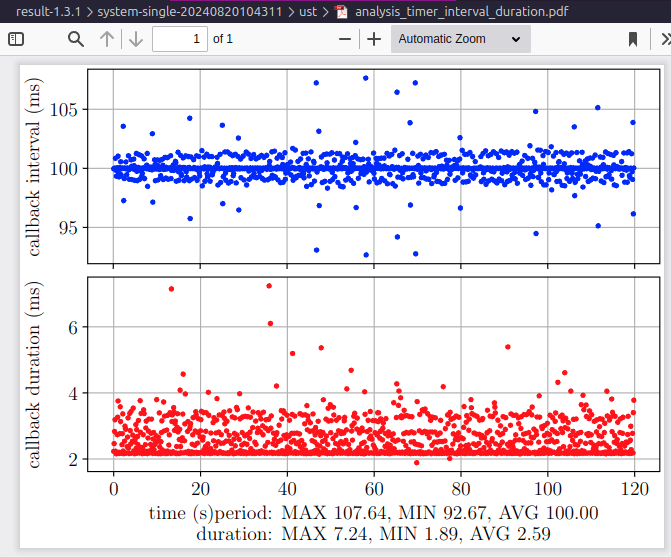 result-1.3.1 > system-single-20240820104311 > ust > analysis_timer_interval_duration.pdf
1 of 1 Automatic Zoom
callback interval (ms)
105
100
95
callback duration (ms)
6
4
2
0 20 40 60 80 100 120
time (s)period: MAX 107.64, MIN 92.67, AVG 100.00
duration: MAX 7.24, MIN 1.89, AVG 2.59